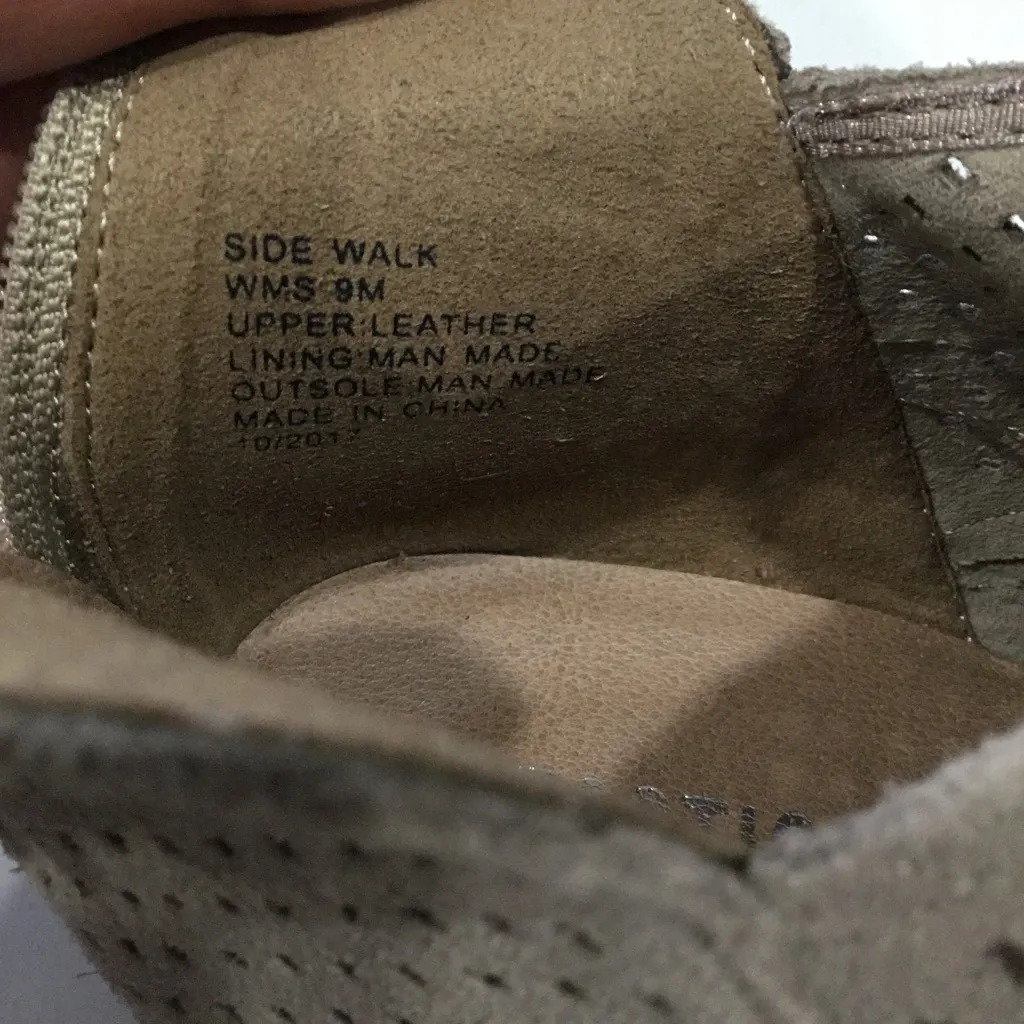 SIDE WALK
WMS 9M
UPPER:LEATHER
LINING:MAN MADE
OUTSOLE:MAN MADE
MADE IN CHINA
10/2017